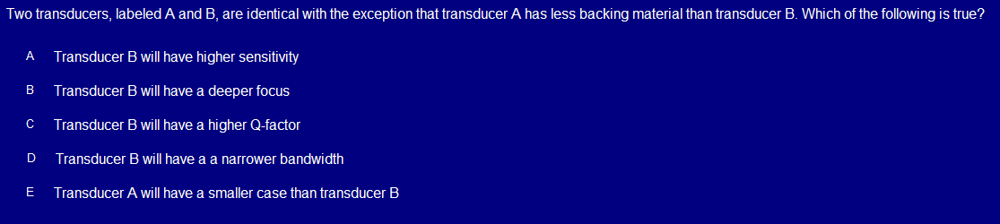 Two transducers, labeled A and B, are identical with the exception that transducer A has less backing material than transducer B. Which of the following is true?
A Transducer B will have higher sensitivity
B Transducer B will have a deeper focus
C Transducer B will have a higher Q-factor
D Transducer B will have a a narrower bandwidth
E Transducer A will have a smaller case than transducer B